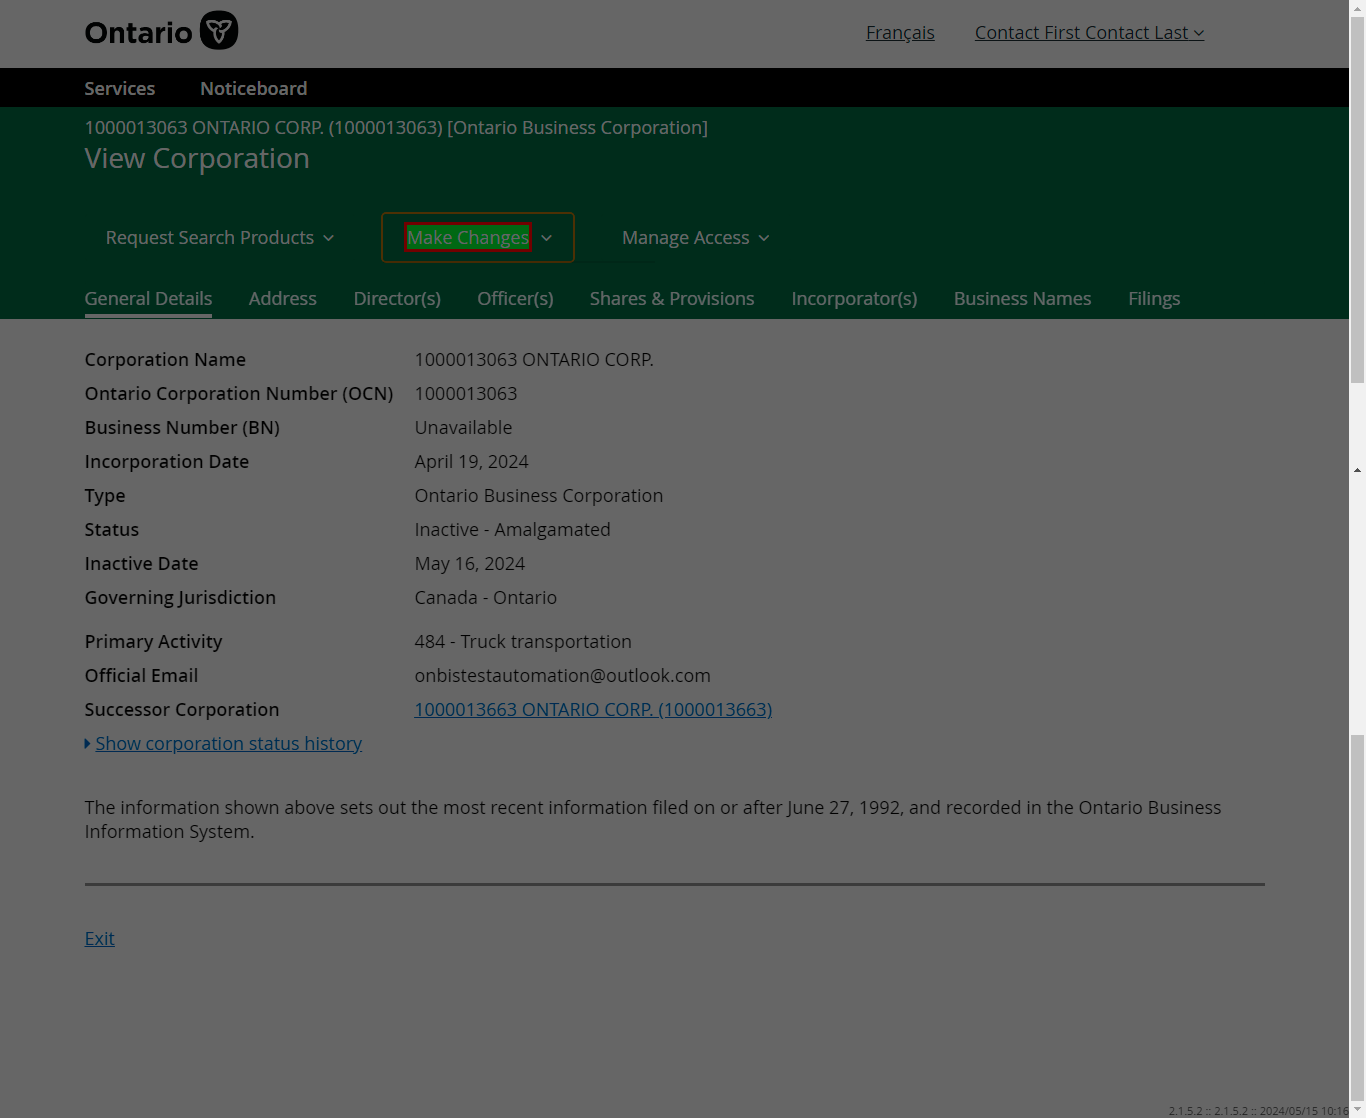 Ontario
Français
Contact First Contact Last
Services
Noticeboard
1000013063 ONTARIO CORP. (1000013063) [Ontario Business Corporation]
View Corporation
Request Search Products
Make Changes
Manage Access
General Details
Address
Director(s)
Officer(s)
Shares & Provisions
Incorporator(s)
Business Names
Filings
Corporation Name 1000013063 ONTARIO CORP.
Ontario Corporation Number (OCN) 1000013063
Business Number (BN) Unavailable
Incorporation Date April 19, 2024
Type Ontario Business Corporation
Status Inactive - Amalgamated
Inactive Date May 16, 2024
Governing Jurisdiction Canada - Ontario
Primary Activity 484 - Truck transportation
Official Email onbistestautomation@outlook.com
Successor Corporation 1000013663 ONTARIO CORP. (1000013663)
Show corporation status history
The information shown above sets out the most recent information filed on or after June 27, 1992, and recorded in the Ontario Business
Information System.
Exit
2.1.5.2 :: 2.1.5.2 :: 2024/05/15 10:16